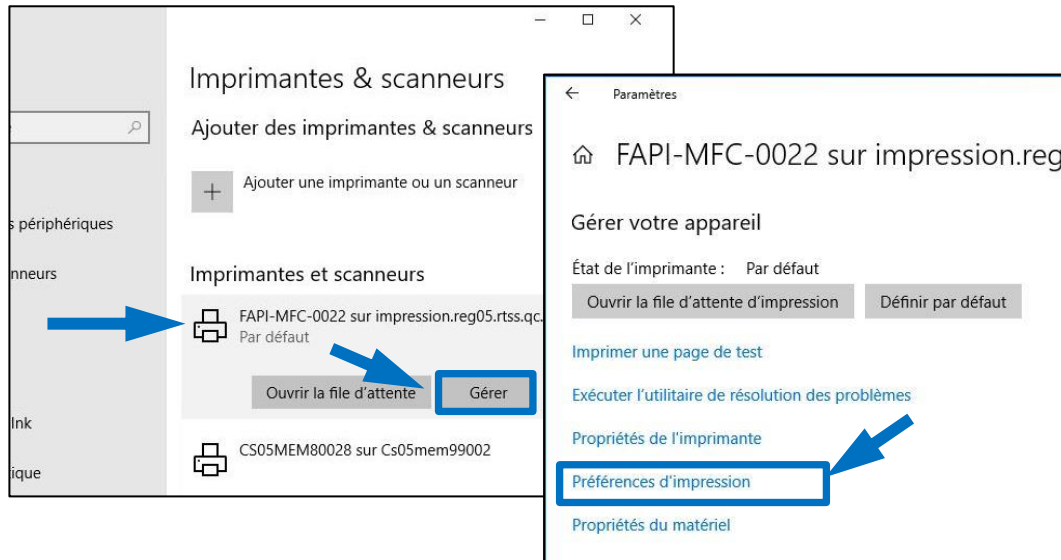 Imprimantes & scanneurs
Ajouter des imprimantes & scanneurs
Ajouter une imprimante ou un scanneur
périphériques
nneurs
Imprimantes et scanneurs
FAPI-MFC-0022 sur impression.reg05.rtss.qc.
Par défaut
Ouvrir la file d'attente
Gérer
Ink
CS05MEM80028 sur Cs05mem99002
ique
Paramètres
FAPI-MFC-0022 sur impression.reg
Gérer votre appareil
État de l'imprimante : Par défaut
Ouvrir la file d'attente d'impression
Définir par défaut
Imprimer une page de test
Exécuter l'utilitaire de résolution des problèmes
Propriétés de l'imprimante
Préférences d'impression
Propriétés du matériel